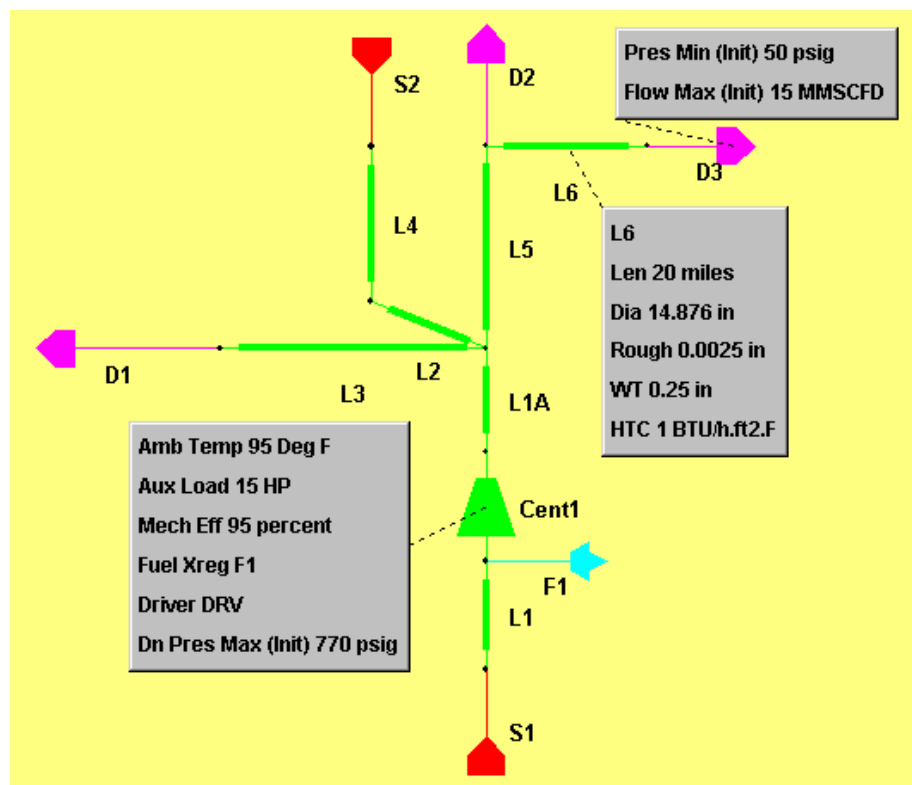 S2
D2
Pres Min (Init) 50 psig
Flow Max (Init) 15 MMSCFD
D3
L6
L4
L5
L6
Len 20 miles
Dia 14.876 in
Rough 0.0025 in
WT 0.25 in
HTC 1 BTU/h.ft2.F
D1
L2
L3
L1A
Amb Temp 95 Deg F
Aux Load 15 HP
Mech Eff 95 percent
Fuel Xreg F1
Driver DRV
Dn Pres Max (Init) 770 psig
Cent1
F1
L1
S1